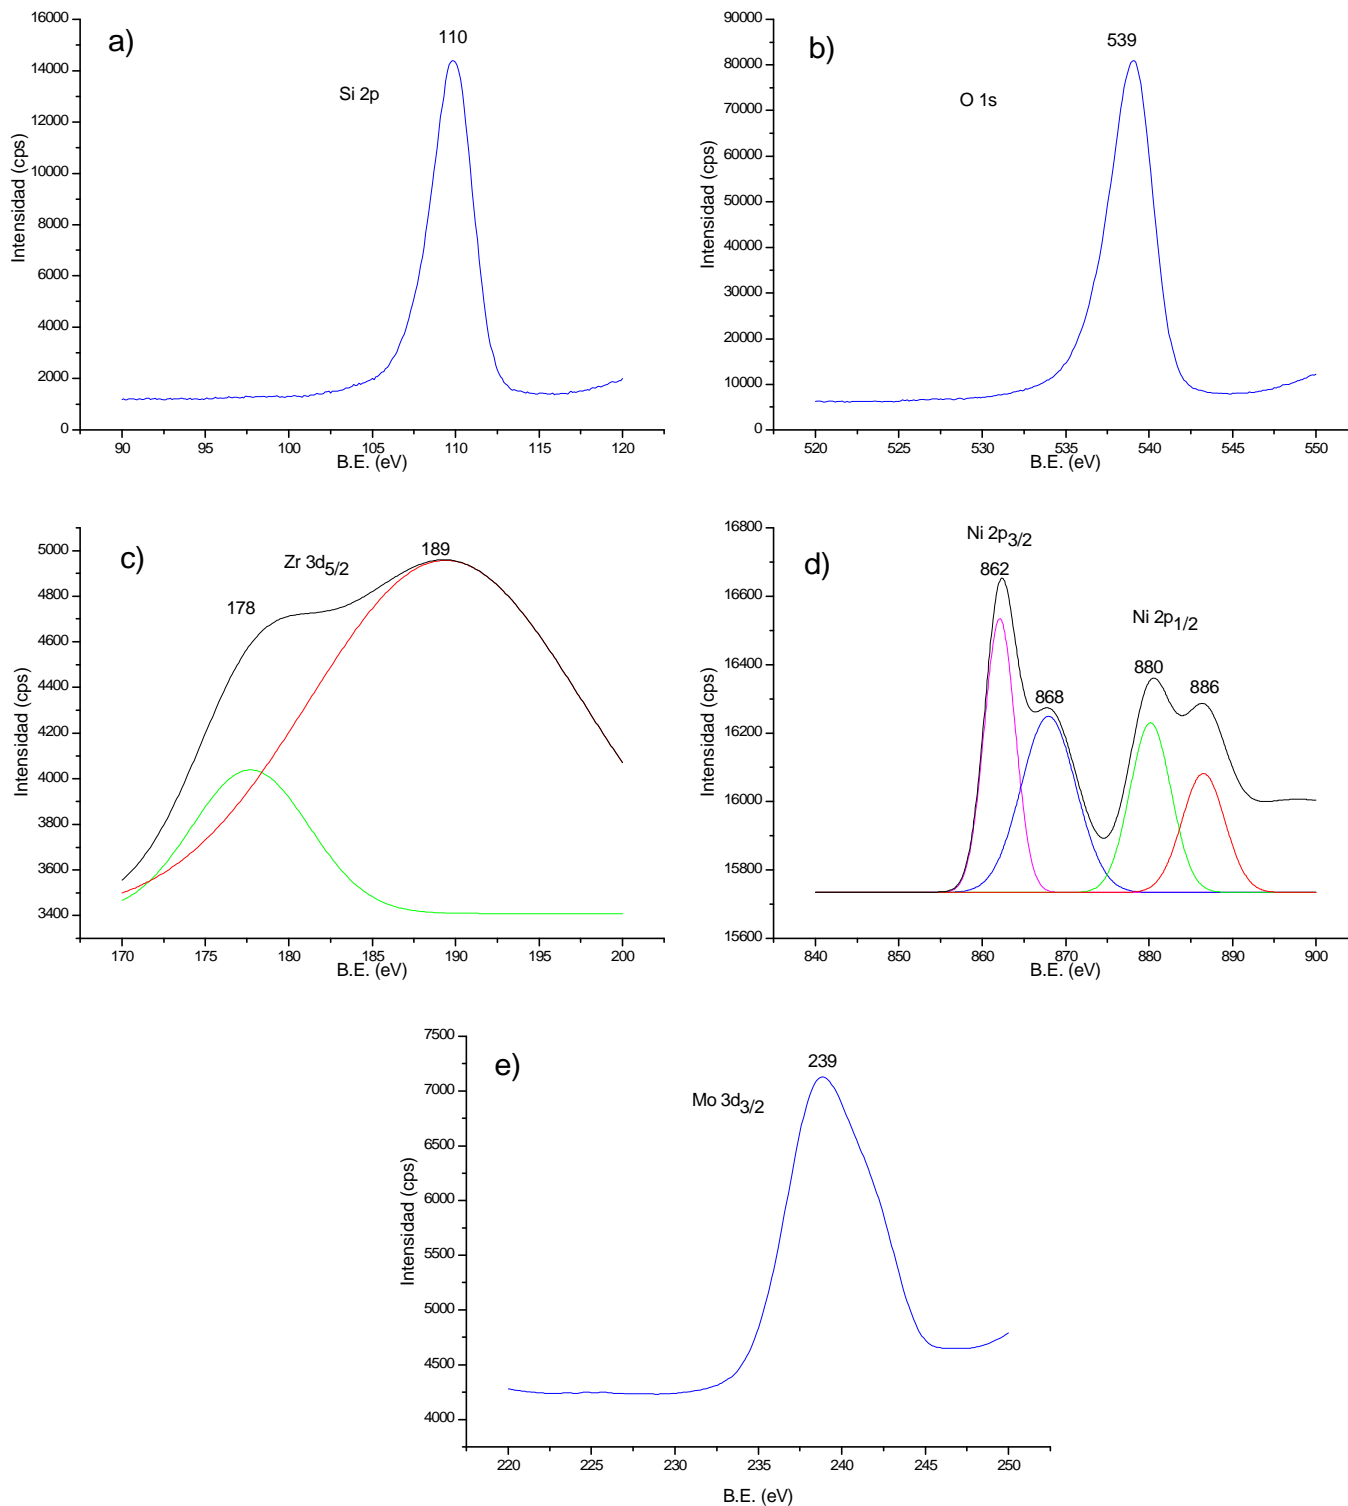 a)
110
Si 2p
16000
14000
12000
10000
8000
6000
4000
2000
0
Intensidad (cps)
90 95 100 105 110 115 120
B.E. (eV)
b)
539
O 1s
90000
80000
70000
60000
50000
40000
30000
20000
10000
0
Intensidad (cps)
520 525 530 535 540 545 550
B.E. (eV)
c)
Zr 3d5/2
189
178
5000
4800
4600
4400
4200
4000
3800
3600
3400
Intensidad (cps)
170 175 180 185 190 195 200
B.E. (eV)
d)
Ni 2p3/2
862
868
Ni 2p1/2
880
886
16800
16600
16400
16200
16000
15800
15600
Intensidad (cps)
840 850 860 870 880 890 900
B.E. (eV)
e)
239
Mo 3d3/2
7500
7000
6500
6000
5500
5000
4500
4000
Intensidad (cps)
220 225 230 235 240 245 250
B.E. (eV)